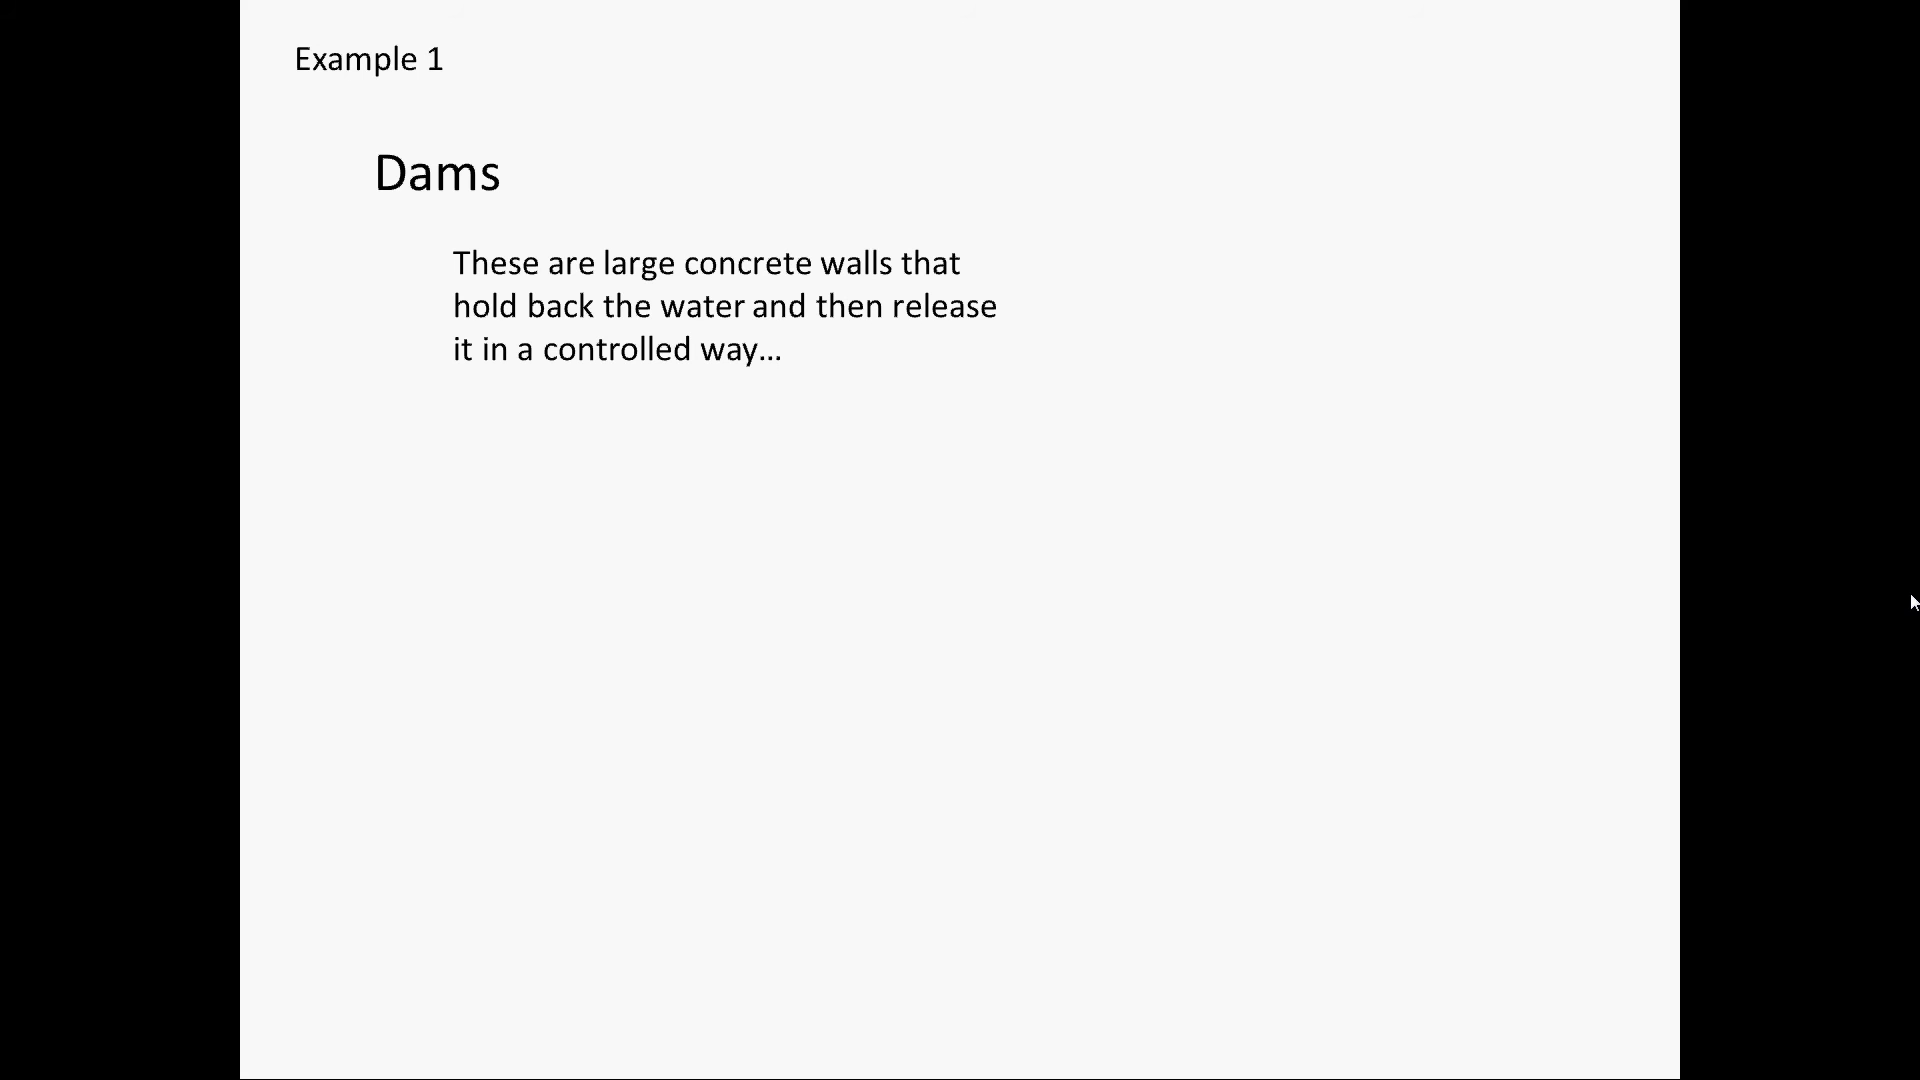 Example 1
Dams
These are large concrete walls that
hold back the water and then release
it in a controlled way...